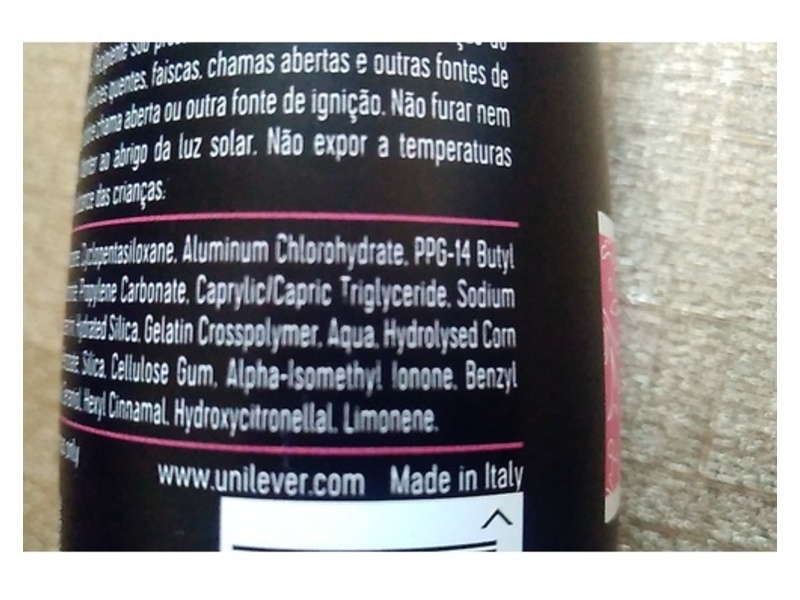 quentes, faíscas, chamas abertas e outras fontes de
chama aberta ou outra fonte de ignição. Não furar nem
ao abrigo da luz solar. Não expor a temperaturas
das crianças.
Cyclopentasiloxane, Aluminum Chlorohydrate, PPG-14 Butyl
Propylene Carbonate, Caprylic/Capric Triglyceride, Sodium
Hydrated Silica, Gelatin Crosspolymer, Aqua, Hydrolysed Corn
Silica, Cellulose Gum, Alpha-Isomethyl Ionone, Benzyl
Hexyl Cinnamal, Hydroxycitronellal, Limonene.
only
www.unilever.com Made in Italy